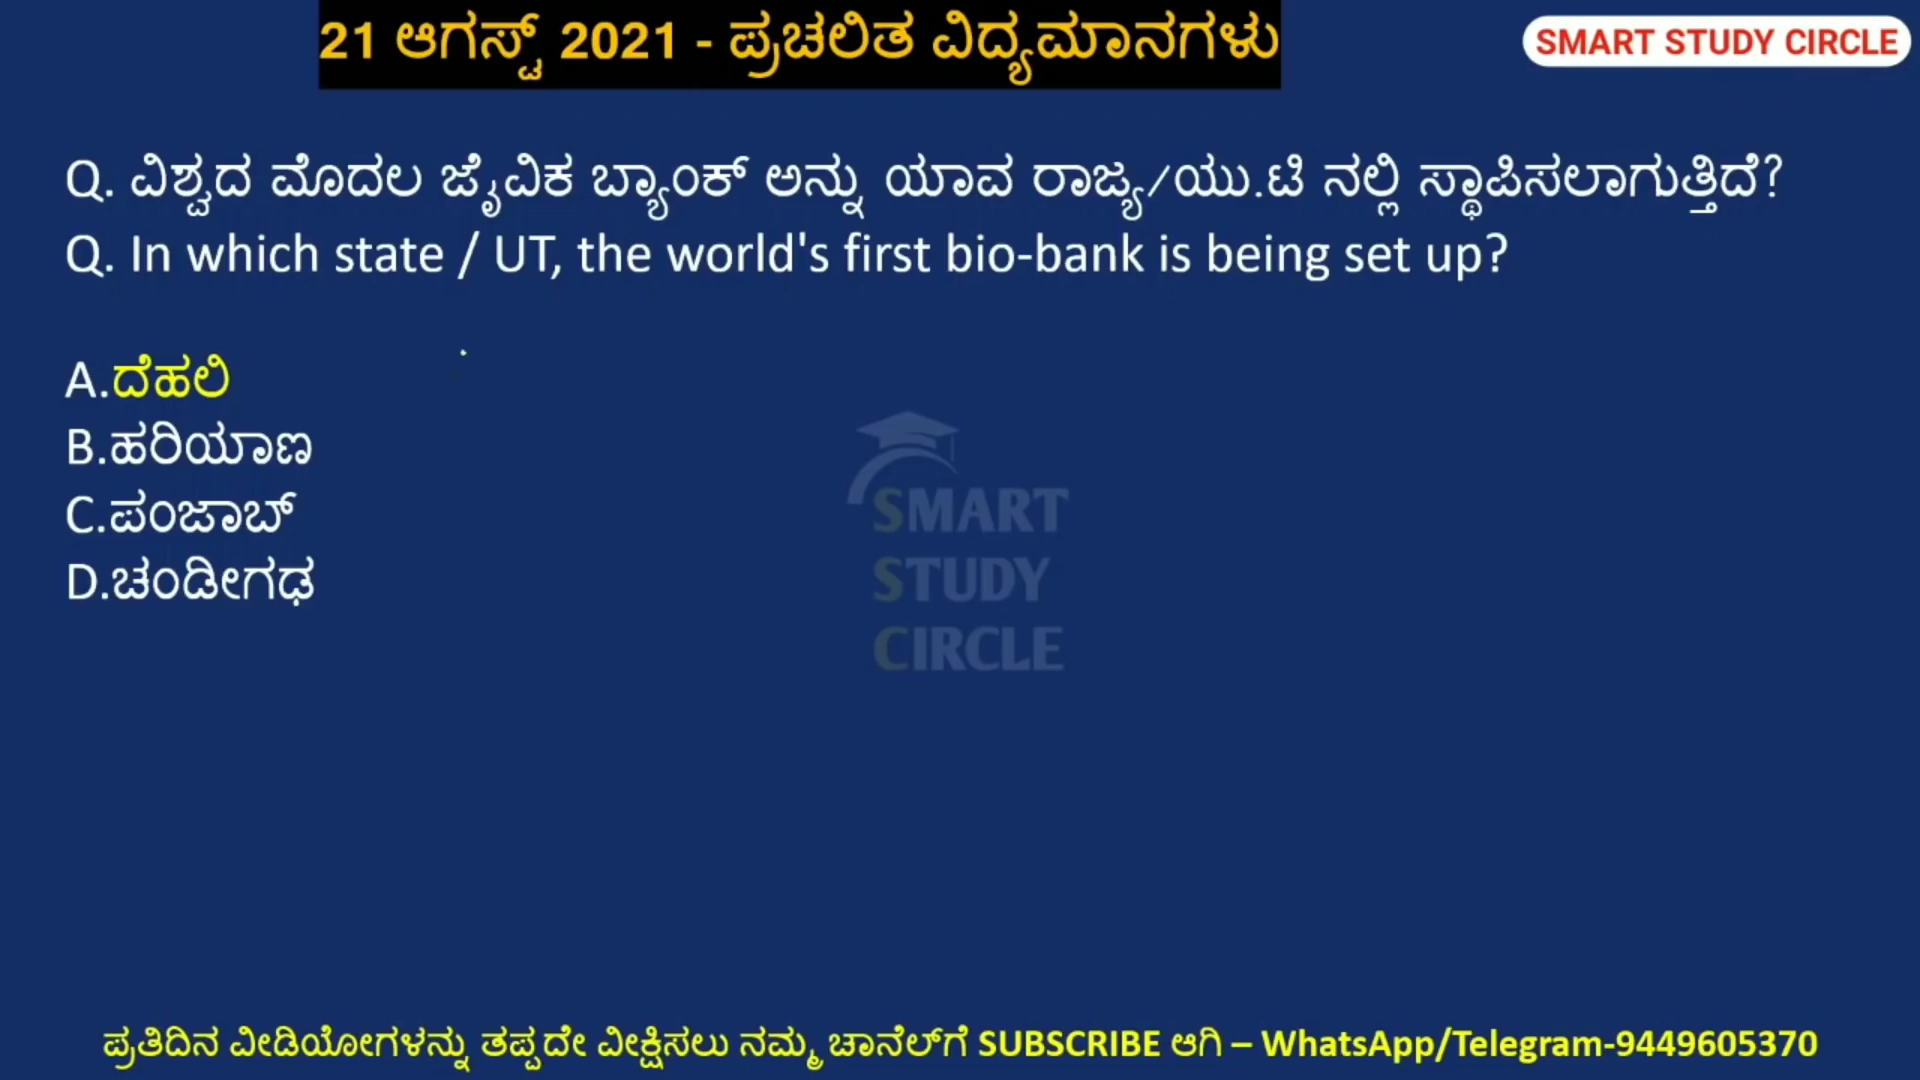 21 ಆಗಸ್ಟ್ 2021 - ಪ್ರಚಲಿತ ವಿದ್ಯಮಾನಗಳು
SMART STUDY CIRCLE
Q. ವಿಶ್ವದ ಮೊದಲ ಜೈವಿಕ ಬ್ಯಾಂಕ್ ಅನ್ನು ಯಾವ ರಾಜ್ಯ/ಯು.ಟಿ ನಲ್ಲಿ ಸ್ಥಾಪಿಸಲಾಗುತ್ತಿದೆ?
Q. In which state / UT, the world's first bio-bank is being set up?
A.ದೆಹಲಿ
B.ಹರಿಯಾಣ
C.ಪಂಜಾಬ್
D.ಚಂಡೀಗಢ
SMART
STUDY
CIRCLE
ಪ್ರತಿದಿನ ವೀಡಿಯೋಗಳನ್ನು ತಪ್ಪದೇ ವೀಕ್ಷಿಸಲು ನಮ್ಮ ಚಾನೆಲ್‌ಗೆ SUBSCRIBE ಆಗಿ – WhatsApp/Telegram-9449605370